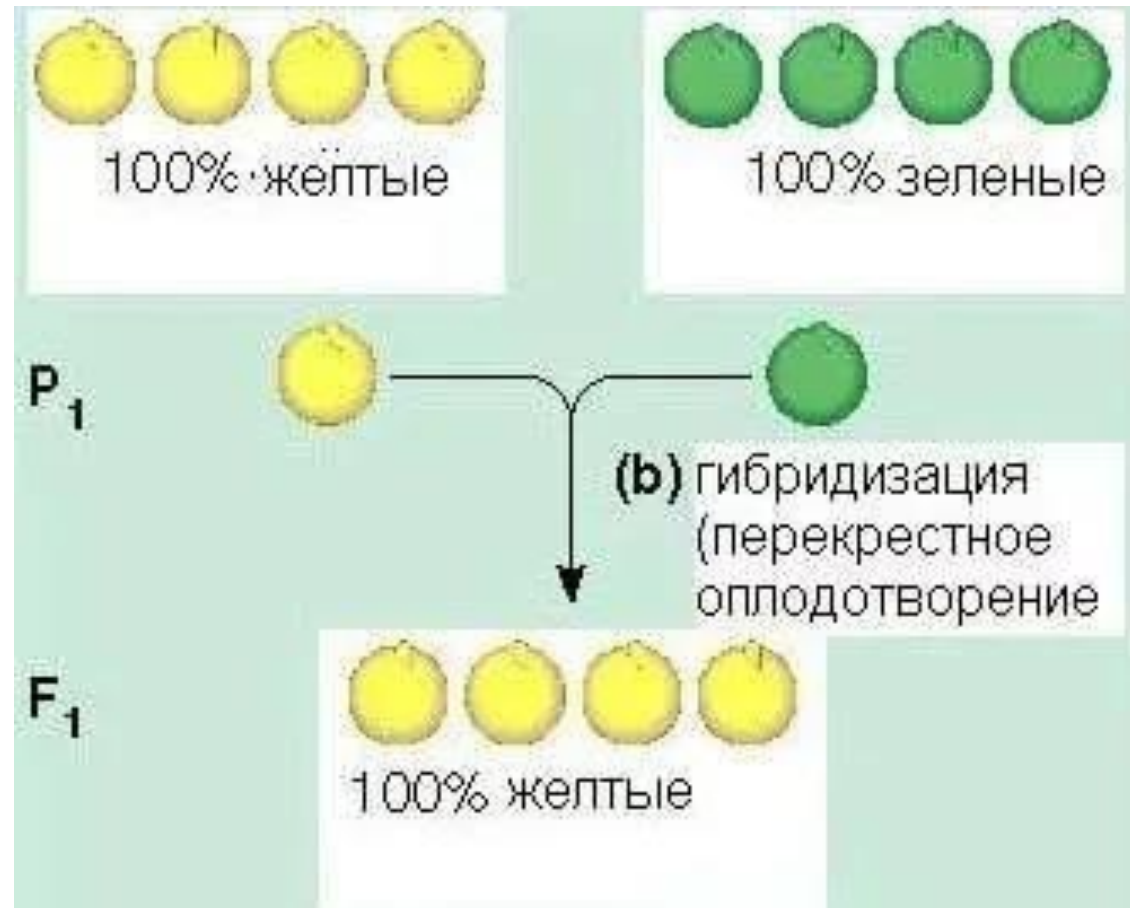 100% жёлтые
100% зеленые
P1
(b) гибридизация
(перекрестное
оплодотворение
F1
100% желтые